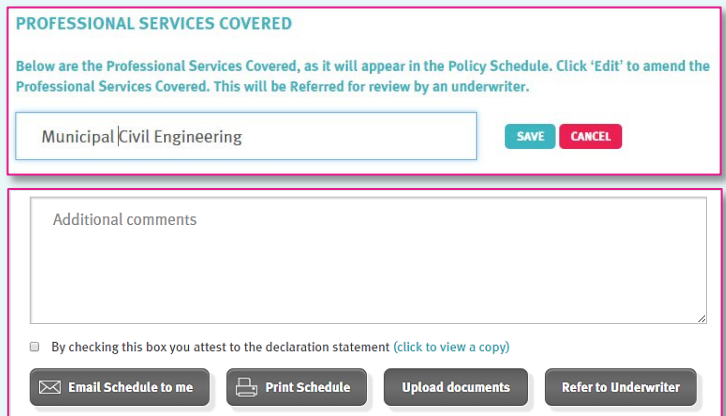 PROFESSIONAL SERVICES COVERED
Below are the Professional Services Covered, as it will appear in the Policy Schedule. Click ‘Edit’ to amend the
Professional Services Covered. This will be Referred for review by an underwriter.
Municipal Civil Engineering
SAVE
CANCEL
Additional comments
By checking this box you attest to the declaration statement (click to view a copy)
Email Schedule to me
Print Schedule
Upload documents
Refer to Underwriter